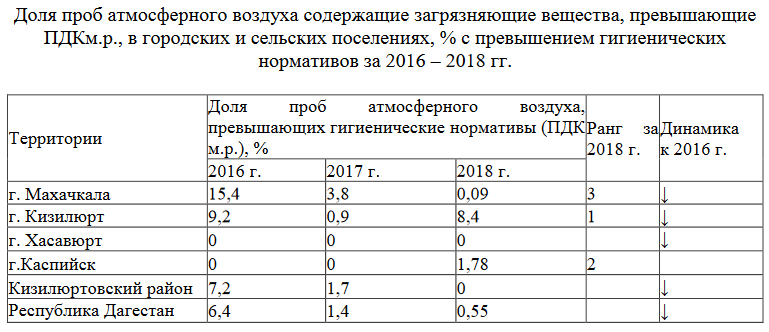 Доля проб атмосферного воздуха содержащие загрязняющие вещества, превышающие
ПДКм.р., в городских и сельских поселениях, % с превышением гигиенических
нормативов за 2016 – 2018 гг.
Территории
Доля проб атмосферного воздуха,
превышающих гигиенические нормативы (ПДК
м.р.), %
Ранг за
2018 г.
Динамика
к 2016 г.
2016 г. 2017 г. 2018 г.
г. Махачкала 15,4 3,8 0,09 3 ↓
г. Кизилюрт 9,2 0,9 8,4 1 ↓
г. Хасавюрт 0 0 0 ↓
г.Каспийск 0 0 1,78 2
Кизилюртовский район 7,2 1,7 0 ↓
Республика Дагестан 6,4 1,4 0,55 ↓